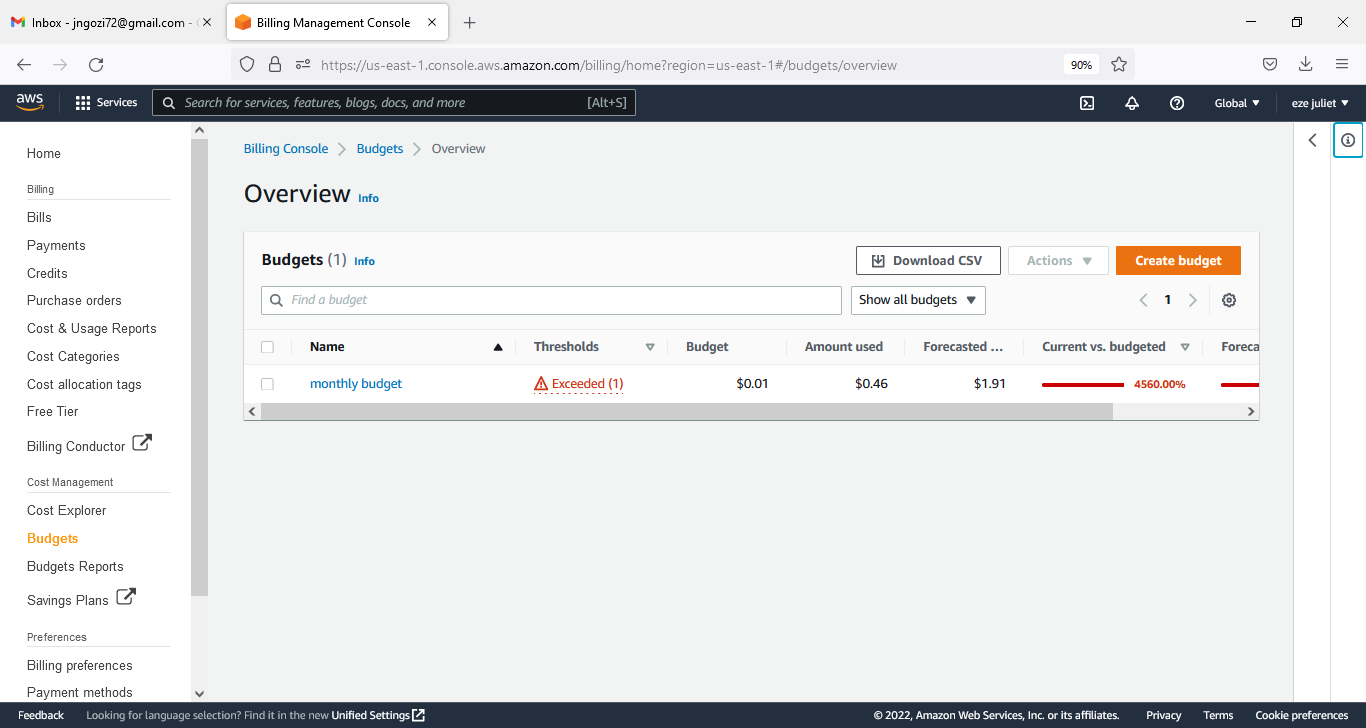 Inbox - jngozi72@gmail.com -
Billing Management Console
https://us-east-1.console.aws.amazon.com/billing/home?region=us-east-1#/budgets/overview
90%
aws
Services
Search for services, features, blogs, docs, and more
[Alt+S]
Global
eze juliet
Home
Billing
Bills
Payments
Credits
Purchase orders
Cost & Usage Reports
Cost Categories
Cost allocation tags
Free Tier
Billing Conductor
Cost Management
Cost Explorer
Budgets
Budgets Reports
Savings Plans
Preferences
Billing preferences
Payment methods
Billing Console > Budgets > Overview
Overview Info
Budgets (1) Info
Download CSV
Actions
Create budget
Find a budget
Show all budgets
1
Name Thresholds Budget Amount used Forecasted ... Current vs. budgeted Foreca
monthly budget Exceeded (1) $0.01 $0.46 $1.91 4560.00%
Feedback
Looking for language selection? Find it in the new Unified Settings
© 2022, Amazon Web Services, Inc. or its affiliates.
Privacy
Terms
Cookie preferences